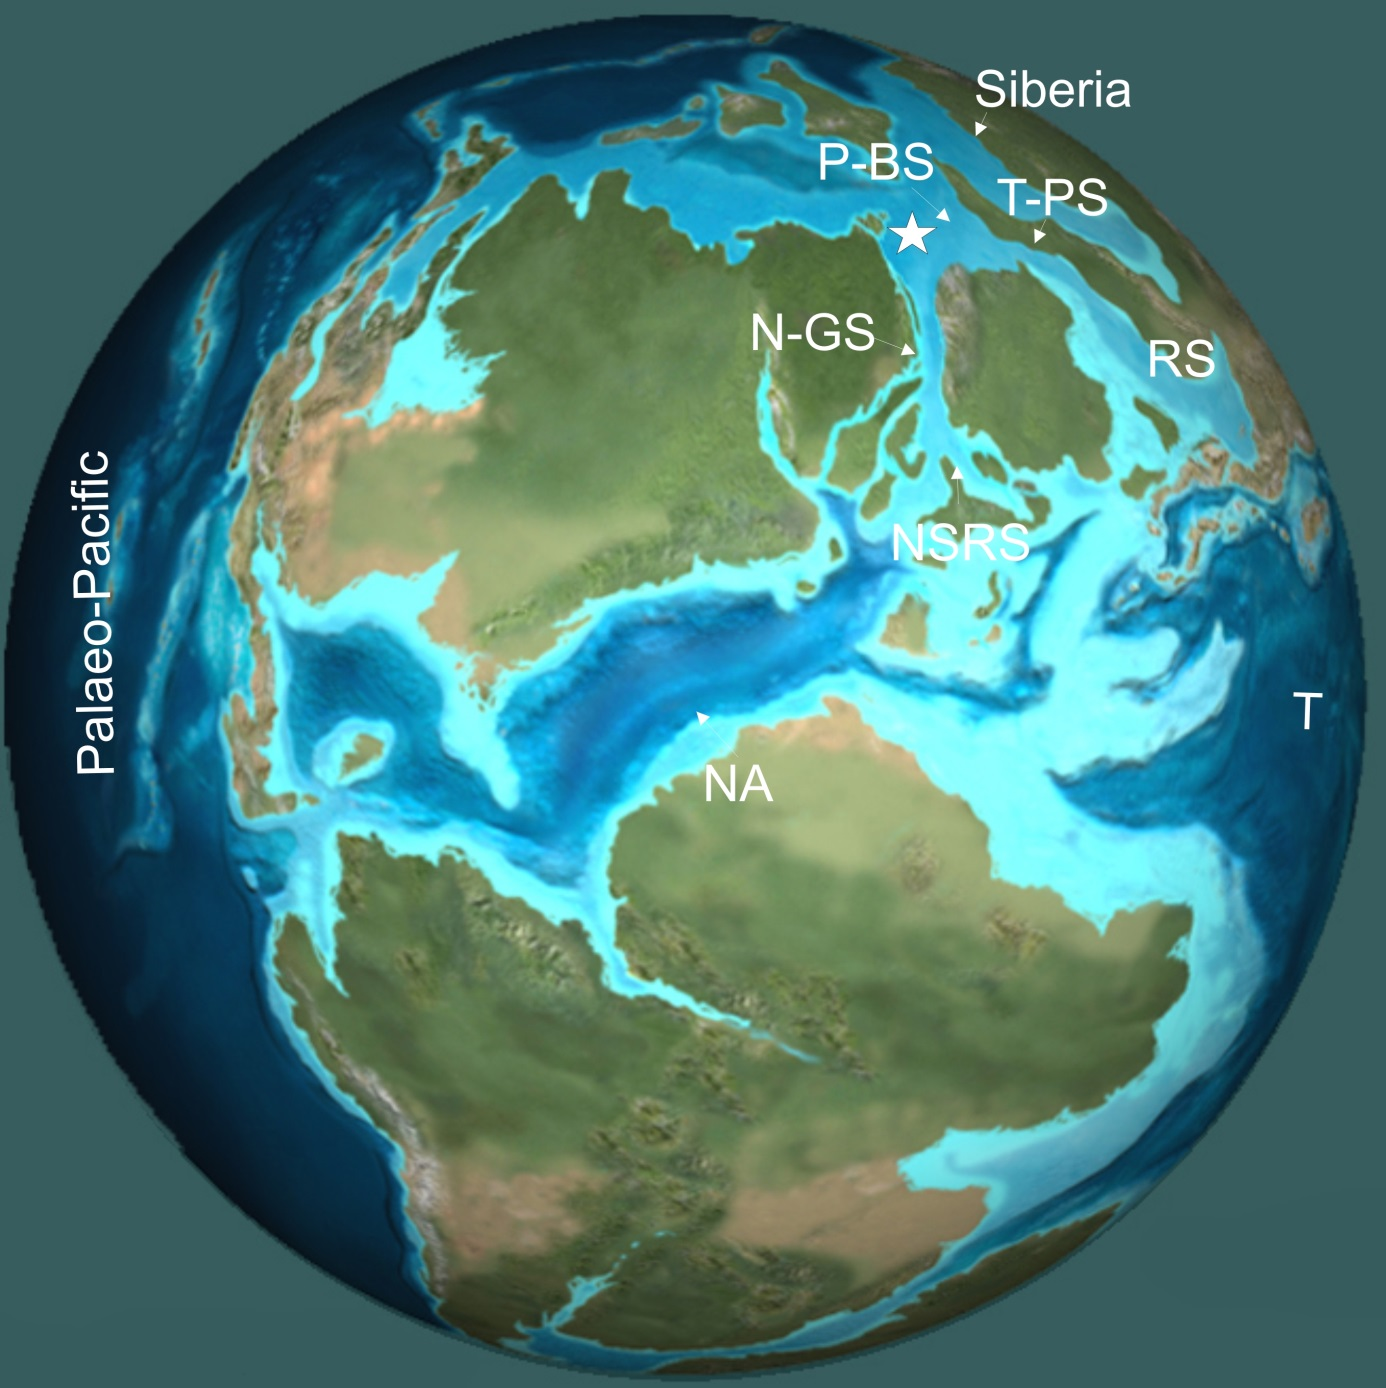 Siberia
P-BS
T-PS
N-GS
RS
Palaeo-Pacific
NSRS
T
NA